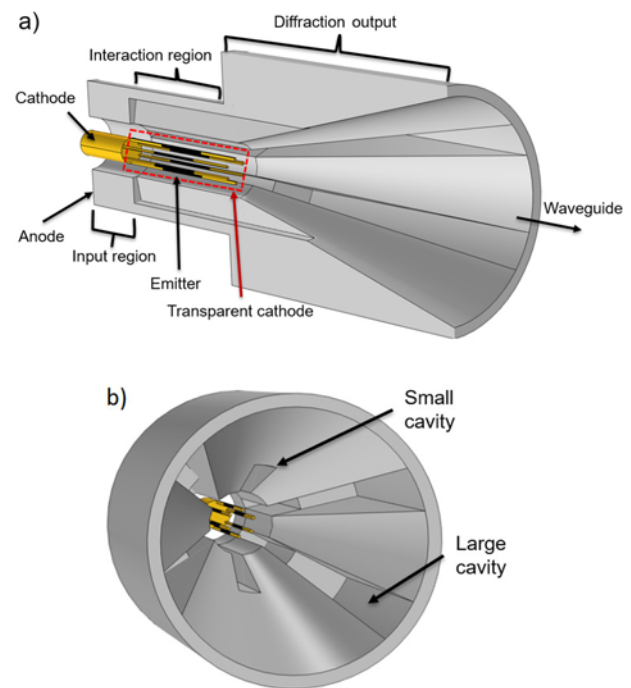 a)
Diffraction output
Interaction region
Cathode
Waveguide
Anode
Input region
Emitter
Transparent cathode
b)
Small
cavity
Large
cavity